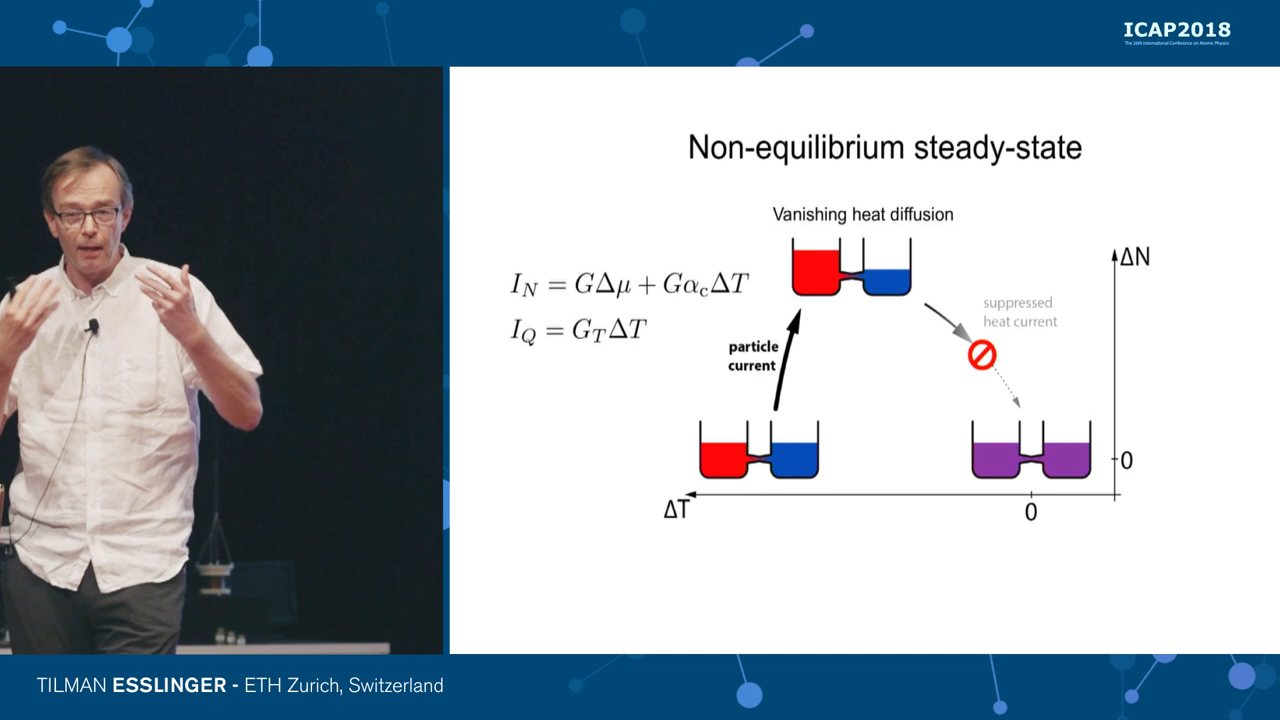 ICAP2018
The 26th International Conference on Atomic Physics
Non-equilibrium steady-state
Vanishing heat diffusion
I_N = GΔμ + Gα_cΔT
I_Q = G_TΔT
ΔN
suppressed
heat current
particle
current
0
ΔT
0
TILMAN ESSLINGER - ETH Zurich, Switzerland